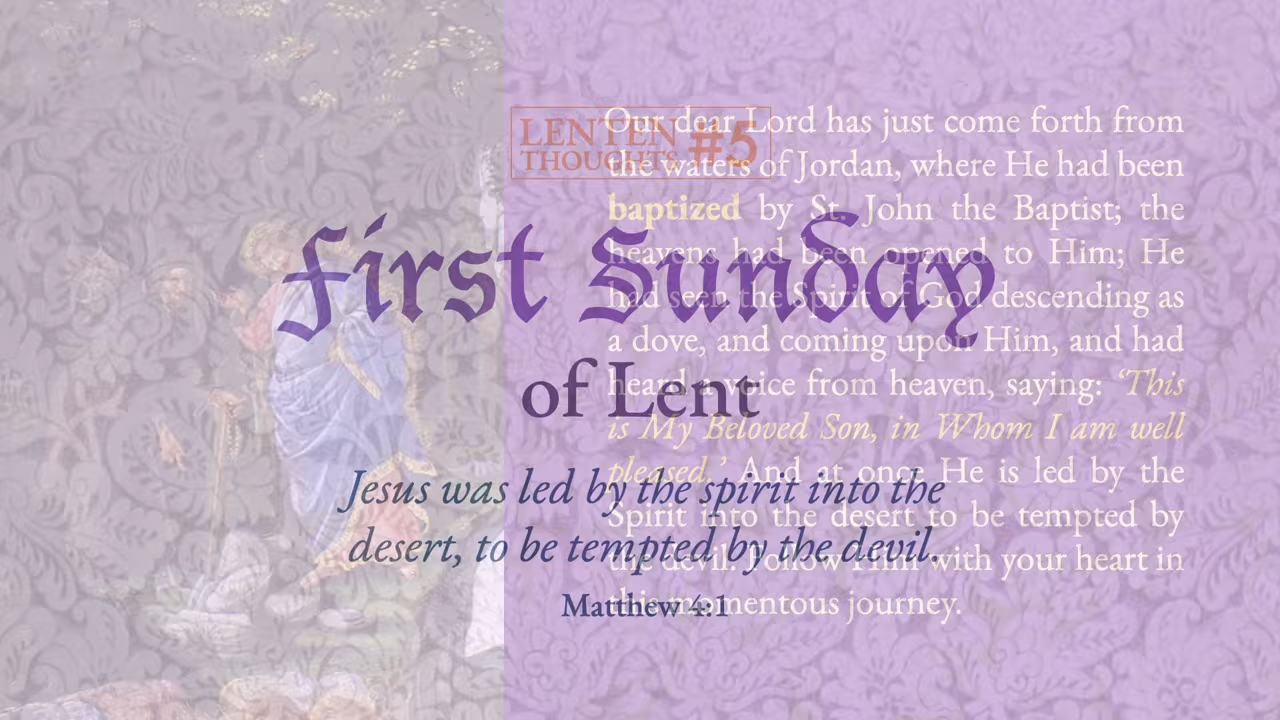 LENTEN
THOUGHTS
#5
First Sunday
of Lent
Jesus was led by the spirit into the
desert, to be tempted by the devil.
Matthew 4:1
Our dear Lord has just come forth from
the waters of Jordan, where He had been
baptized by St. John the Baptist; the
heavens had been opened to Him; He
had seen the Spirit of God descending as
a dove, and coming upon Him, and had
heard a voice from heaven, saying: ‘This
is My Beloved Son, in Whom I am well
pleased.’ And at once He is led by the
Spirit into the desert to be tempted by
the devil. Follow Him with your heart in
this momentous journey.